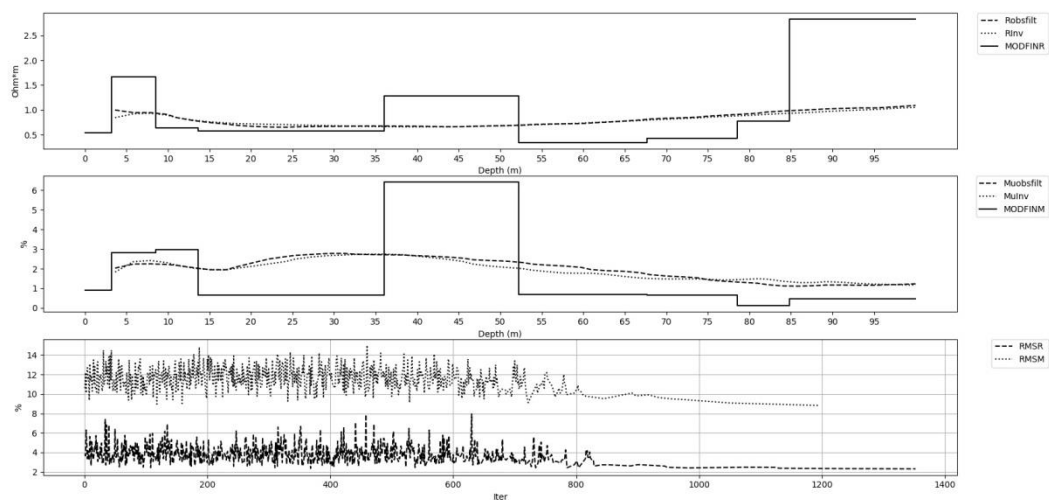 Ohm*m
2.5
2.0
1.5
1.0
0.5
0 5 10 15 20 25 30 35 40 45 50 55 60 65 70 75 80 85 90 95
Depth (m)
Robsfilt
RInv
MODFINR
%
6
5
4
3
2
1
0
0 5 10 15 20 25 30 35 40 45 50 55 60 65 70 75 80 85 90 95
Depth (m)
Muobsfilt
MuInv
MODFINM
%
14
12
10
8
6
4
2
0 200 400 600 800 1000 1200 1400
Iter
RMSR
RMSM